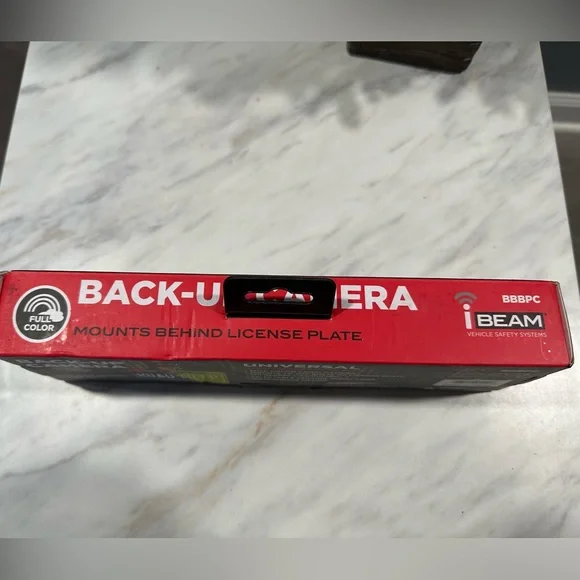 BACK-U ERA
MOUNTS BEHIND LICENSE PLATE
FULL
COLOR
BBBPC
iBEAM
VEHICLE SAFETY SYSTEMS
UNIVERSAL